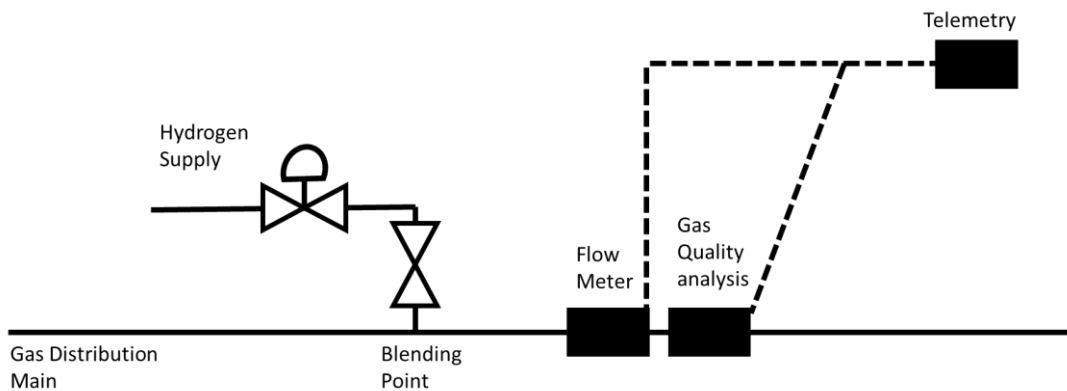 Telemetry
Hydrogen
Supply
Gas
Quality
analysis
Flow
Meter
Gas Distribution
Main
Blending
Point